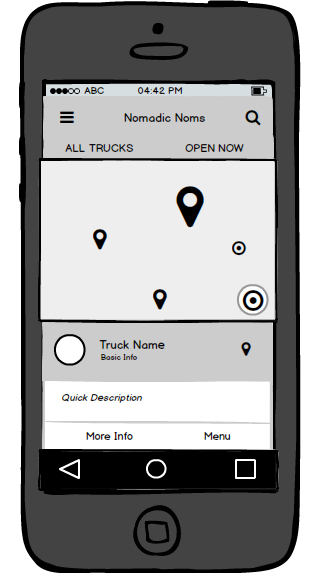 ABC 04:42 PM
Nomadic Noms
ALL TRUCKS OPEN NOW
Truck Name
Basic Info
Quick Description
More Info Menu